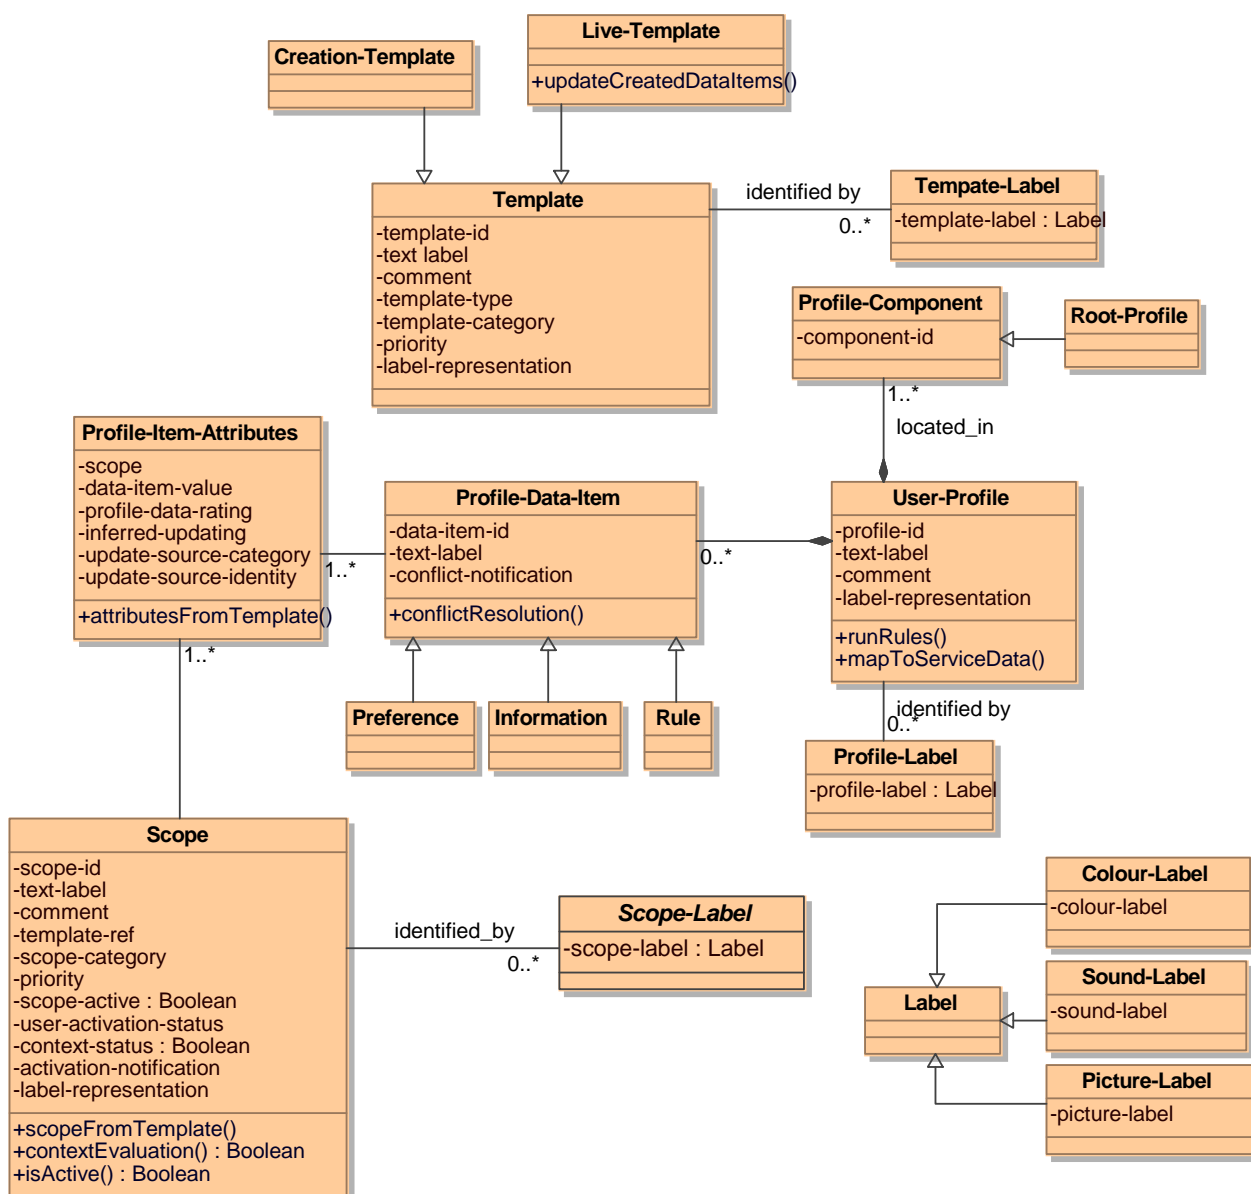 Creation-Template
Live-Template
+updateCreatedDataItems()
Template
-template-id
-text label
-comment
-template-type
-template-category
-priority
-label-representation
identified by
0..*
Tempate-Label
-template-label : Label
Profile-Component
-component-id
Root-Profile
1..*
located_in
Profile-Item-Attributes
-scope
-data-item-value
-profile-data-rating
-inferred-updating
-update-source-category
-update-source-identity
+attributesFromTemplate()
1..*
Profile-Data-Item
-data-item-id
-text-label
-conflict-notification
+conflictResolution()
0..*
User-Profile
-profile-id
-text-label
-comment
-label-representation
+runRules()
+mapToServiceData()
1..*
Preference
Information
Rule
identified by
0..*
Profile-Label
-profile-label : Label
Scope
-scope-id
-text-label
-comment
-template-ref
-scope-category
-priority
-scope-active : Boolean
-user-activation-status
-context-status : Boolean
-activation-notification
-label-representation
+scopeFromTemplate()
+contextEvaluation() : Boolean
+isActive() : Boolean
identified_by
0..*
Scope-Label
-scope-label : Label
Colour-Label
-colour-label
Label
Sound-Label
-sound-label
Picture-Label
-picture-label